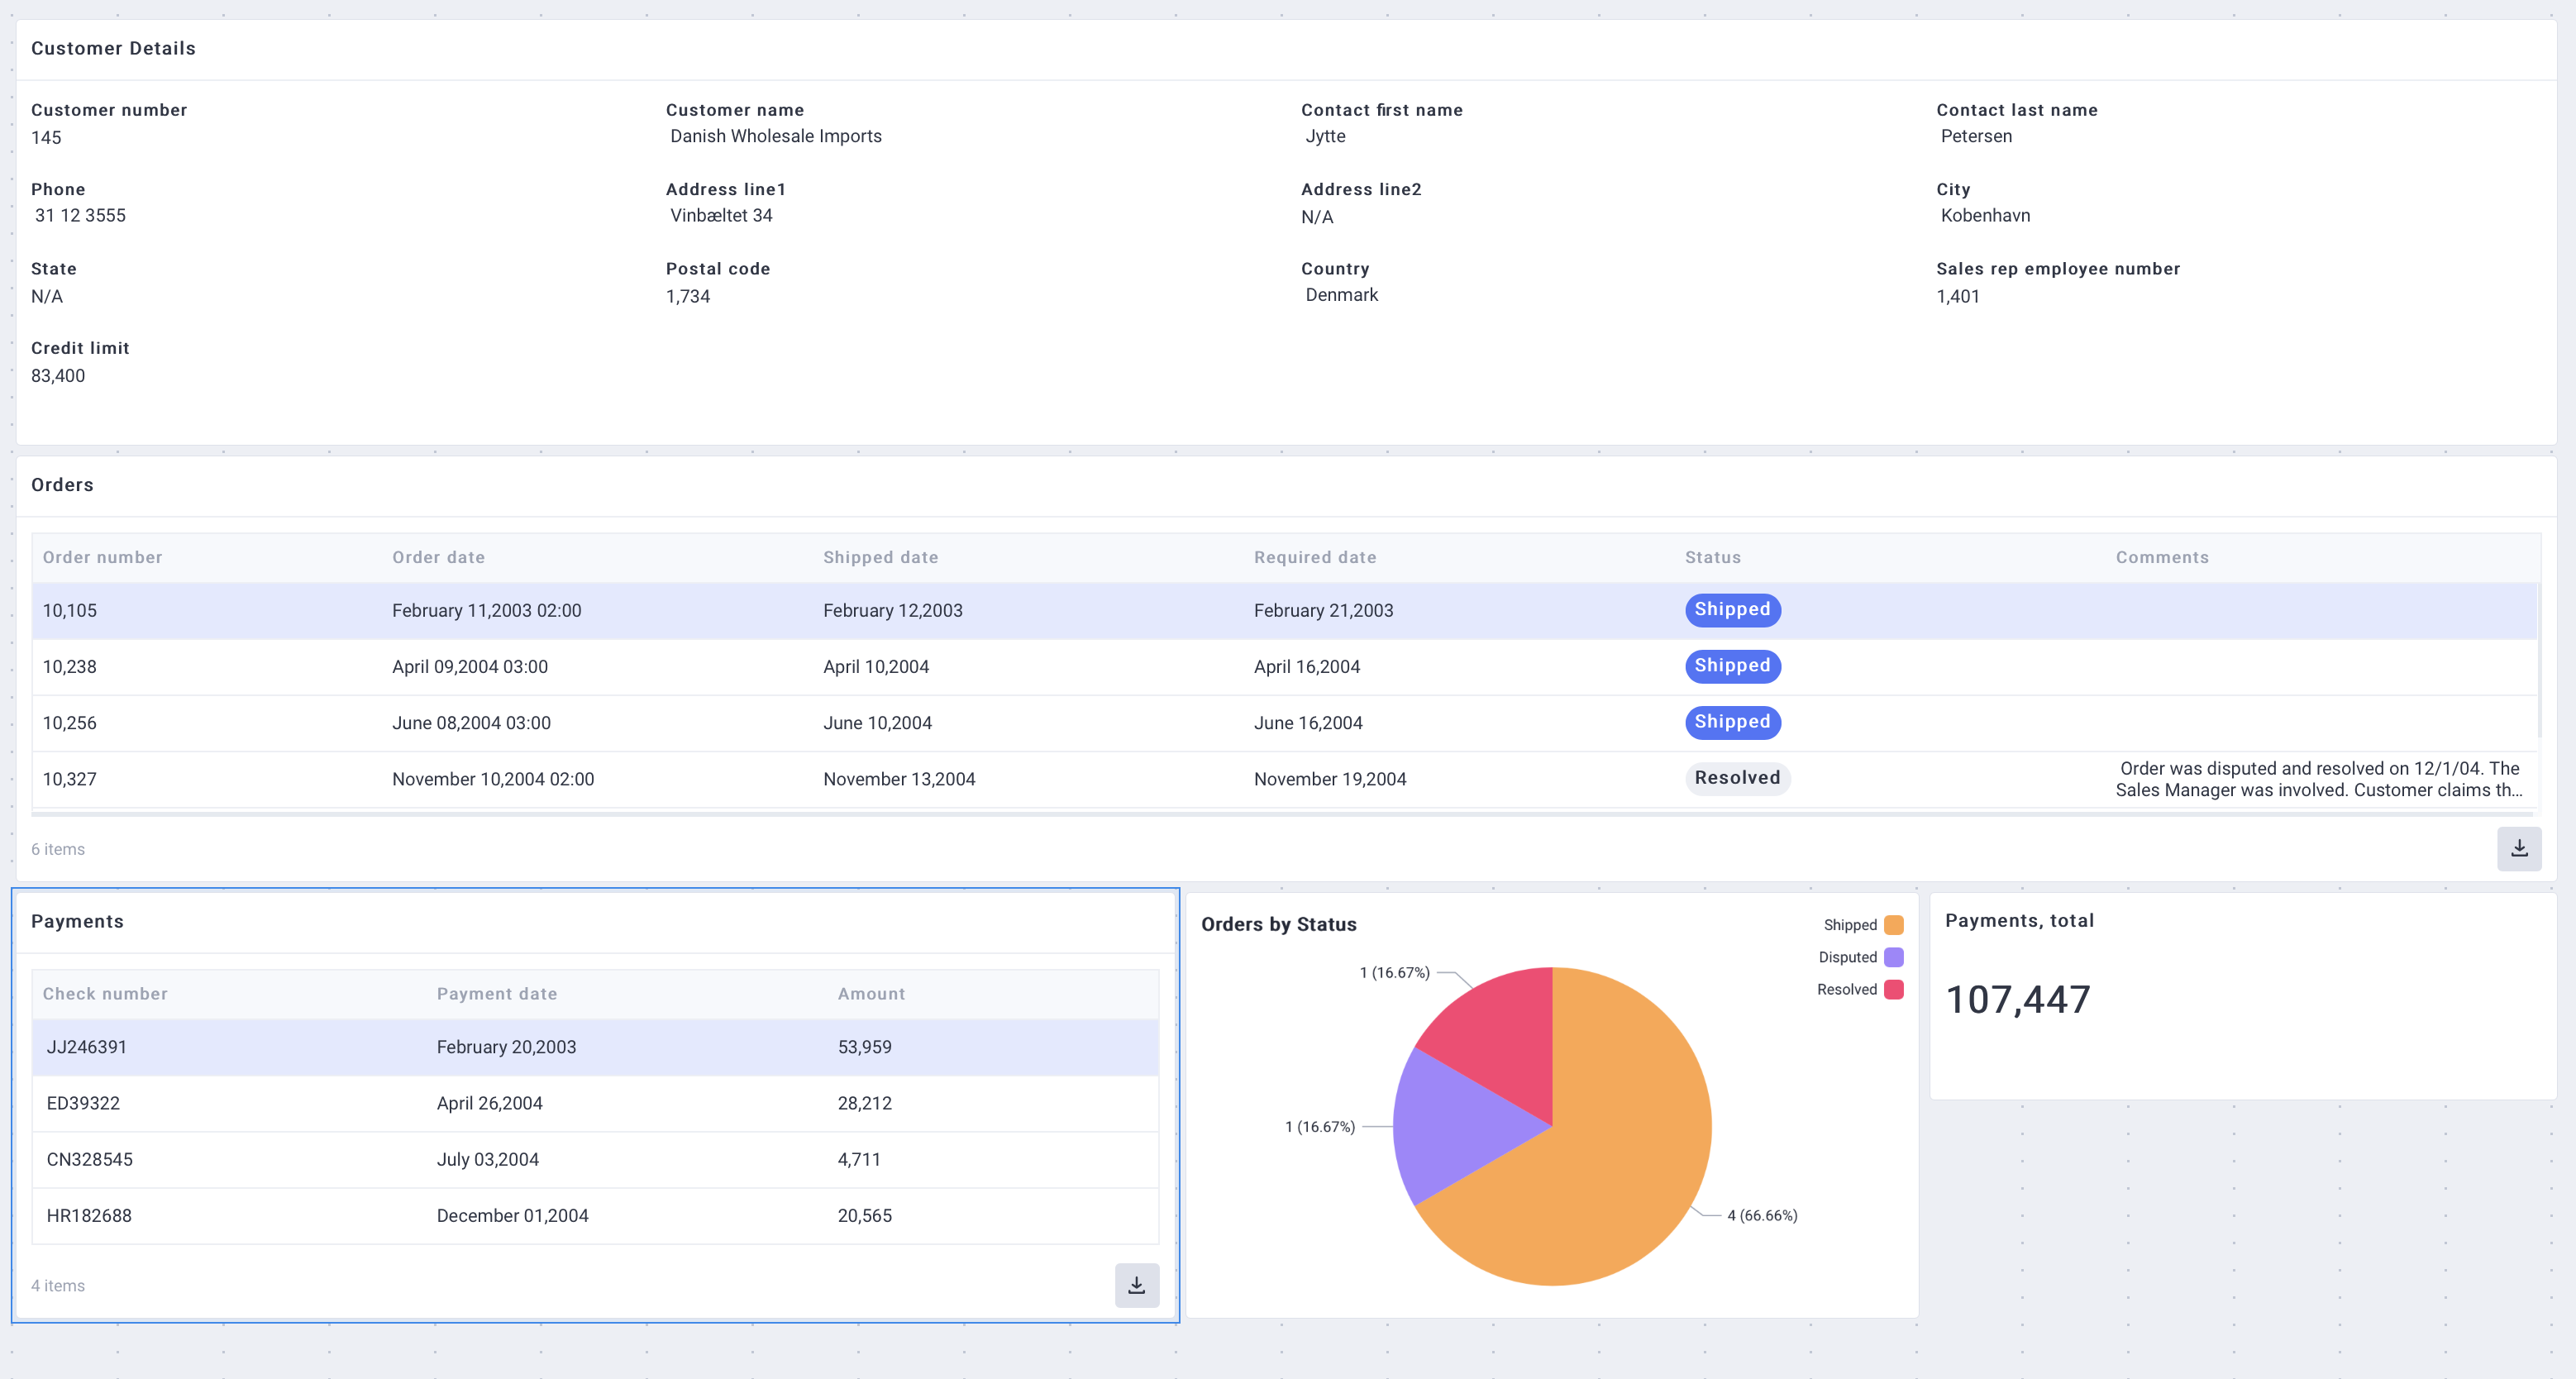 Customer Details
Customer number Customer name Contact first name Contact last name
145 Danish Wholesale Imports Jytte Petersen
Phone Address line1 Address line2 City
31 12 3555 Vinbæltet 34 N/A Kobenhavn
State Postal code Country Sales rep employee number
N/A 1,734 Denmark 1,401
Credit limit
83,400
Orders
Order number Order date Shipped date Required date Status Comments
10,105 February 11,2003 02:00 February 12,2003 February 21,2003 Shipped
10,238 April 09,2004 03:00 April 10,2004 April 16,2004 Shipped
10,256 June 08,2004 03:00 June 10,2004 June 16,2004 Shipped
10,327 November 10,2004 02:00 November 13,2004 November 19,2004 Resolved Order was disputed and resolved on 12/1/04. The
Sales Manager was involved. Customer claims th...
6 items
Payments
Check number Payment date Amount
JJ246391 February 20,2003 53,959
ED39322 April 26,2004 28,212
CN328545 July 03,2004 4,711
HR182688 December 01,2004 20,565
4 items
Orders by Status
Shipped
Disputed
Resolved
1 (16.67%)
1 (16.67%)
4 (66.66%)
Payments, total
107,447